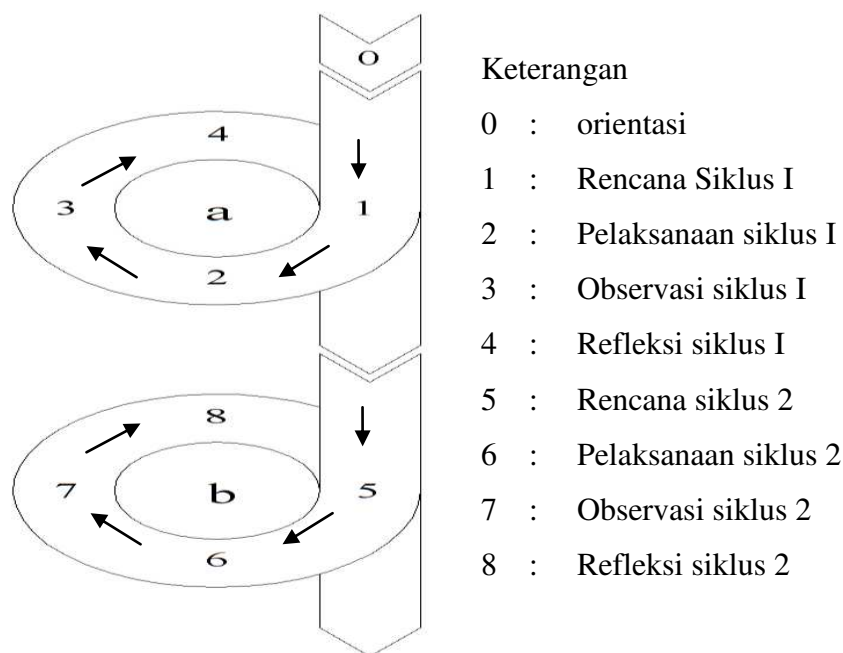 0
4
3
a
1
2
8
7
b
5
6
Keterangan
0 : orientasi
1 : Rencana Siklus I
2 : Pelaksanaan siklus I
3 : Observasi siklus I
4 : Refleksi siklus I
5 : Rencana siklus 2
6 : Pelaksanaan siklus 2
7 : Observasi siklus 2
8 : Refleksi siklus 2